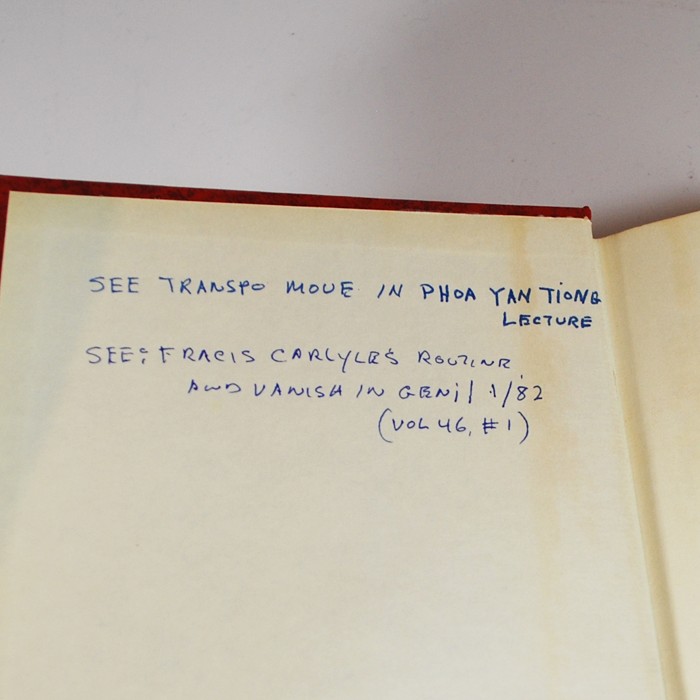 SEE TRANSPO MOVE IN PHOA YAN TIONG
LECTURE
SEE: FRACIS CARLYLE'S ROUTINE
AND VANISH IN GENii 1/82
(VOL 46, #1)